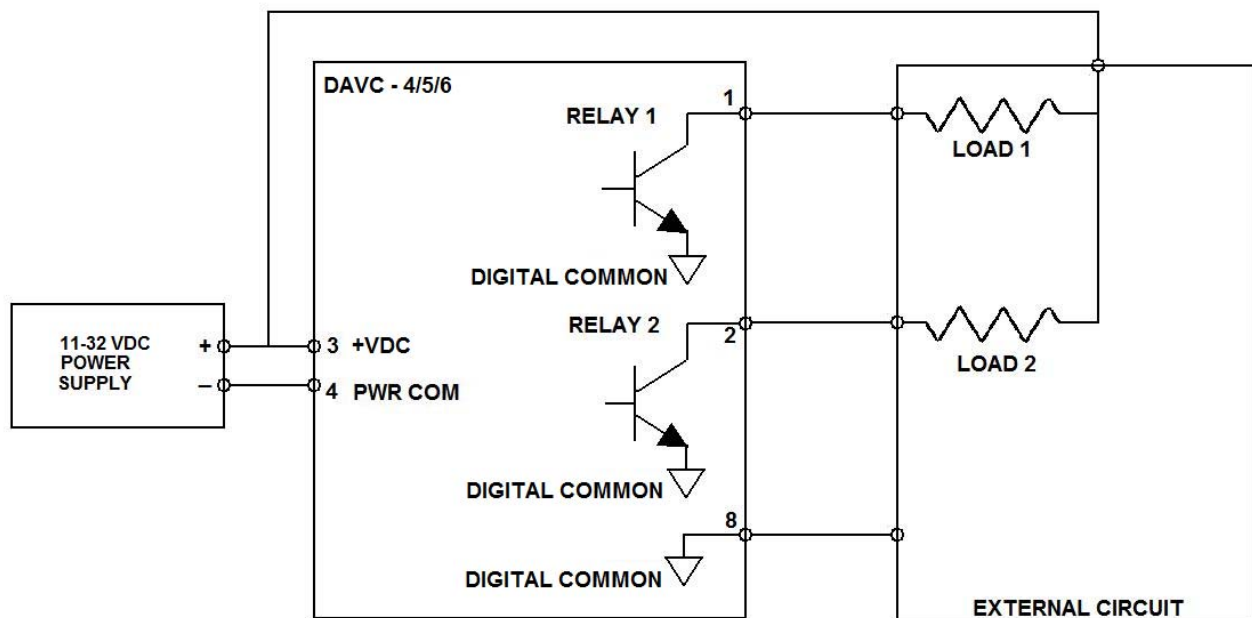 DAVC - 4/5/6
RELAY 1
1
LOAD 1
DIGITAL COMMON
RELAY 2
2
LOAD 2
11-32 VDC
POWER
SUPPLY
+
–
3 +VDC
4 PWR COM
DIGITAL COMMON
8
DIGITAL COMMON
EXTERNAL CIRCUIT